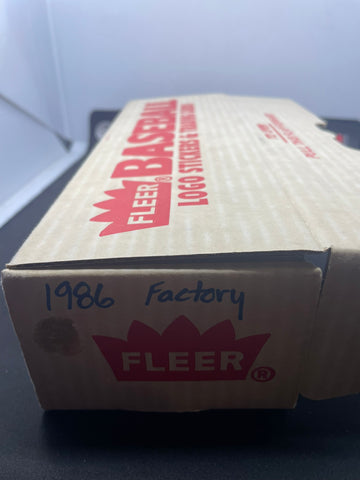 FLEER® BASEBALL
LOGO STICKERS & TRADING CARDS
1986 Factory
FLEER®